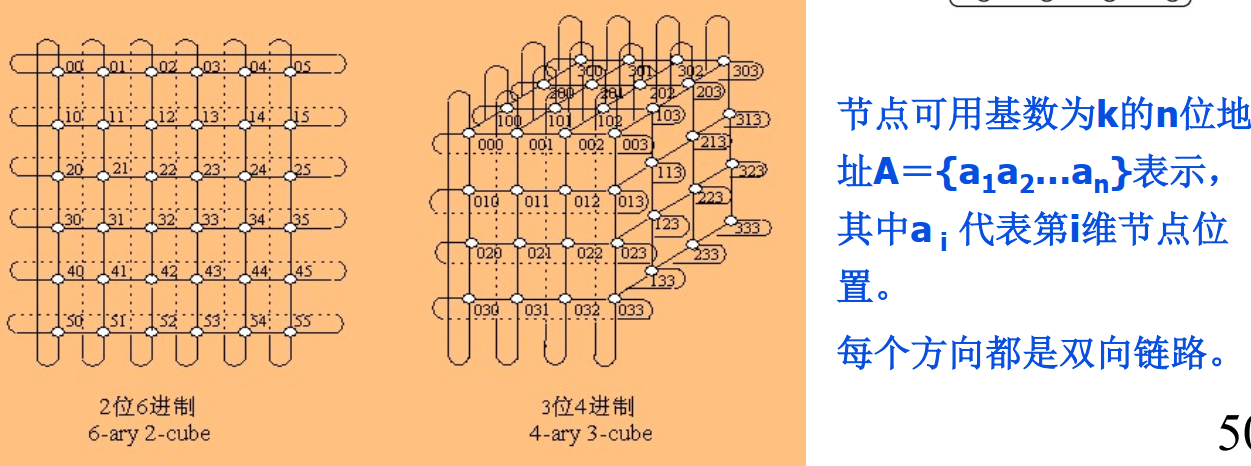 00 01 02 03 04 05
10 11 12 13 14 15
20 21 22 23 24 25
30 31 32 33 34 35
40 41 42 43 44 45
50 51 52 53 54 55
2位6进制
6-ary 2-cube
300 301 302 303
200 201 202 203
100 101 102 103
000 001 002 003
313
213
113
323
010 011 012 013
223
123
333
020 021 022 023
233
133
030 031 032 033
3位4进制
4-ary 3-cube
节点可用基数为k的n位地
址A＝{a1a2...an}表示，
其中a i 代表第i维节点位
置。
每个方向都是双向链路。